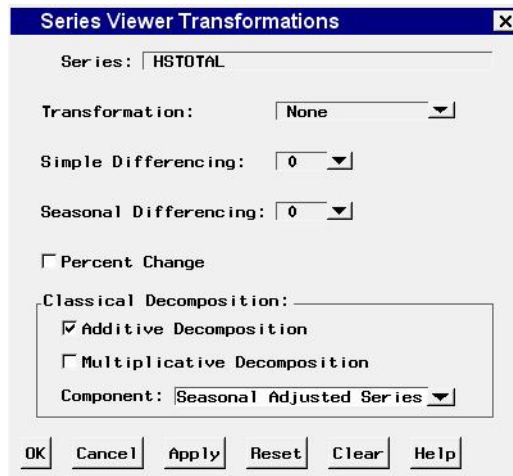 Series Viewer Transformations
Series: HSTOTAL
Transformation: None
Simple Differencing: 0
Seasonal Differencing: 0
Percent Change
Classical Decomposition:
Additive Decomposition
Multiplicative Decomposition
Component: Seasonal Adjusted Series
OK Cancel Apply Reset Clear Help